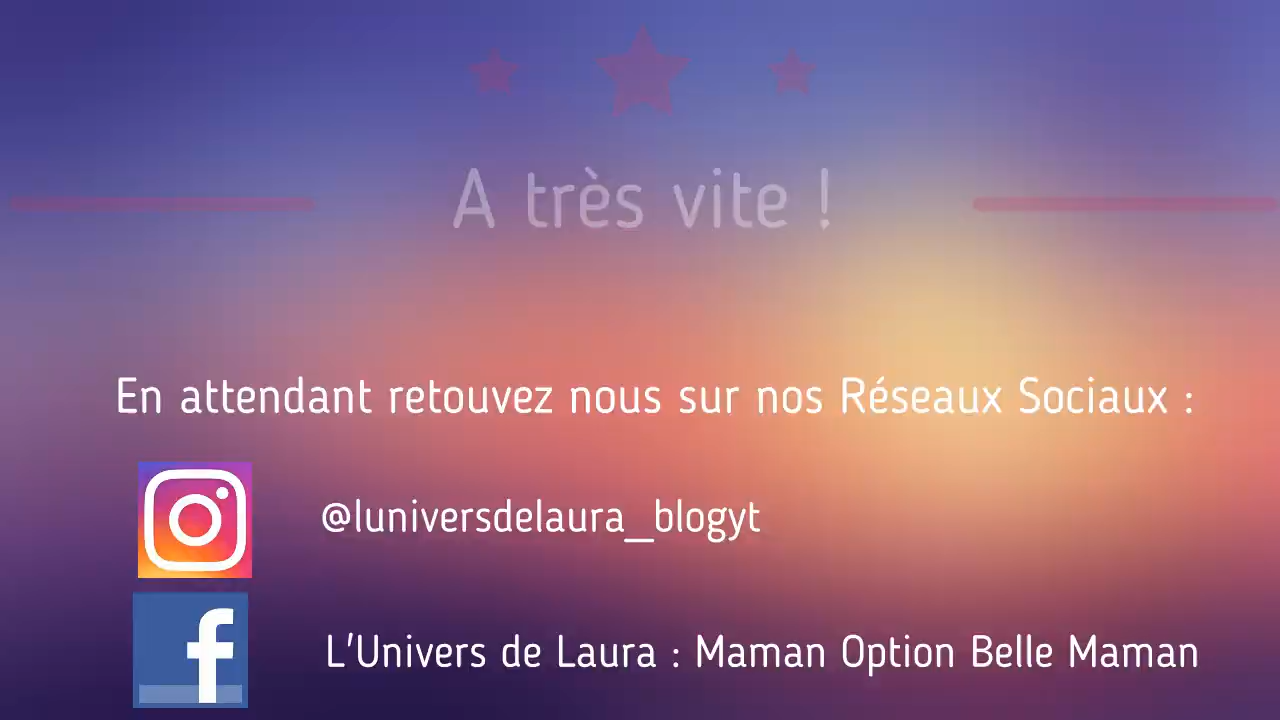 A très vite !
En attendant retouvez nous sur nos Réseaux Sociaux :
@luniversdelaura_blogyt
L'Univers de Laura : Maman Option Belle Maman